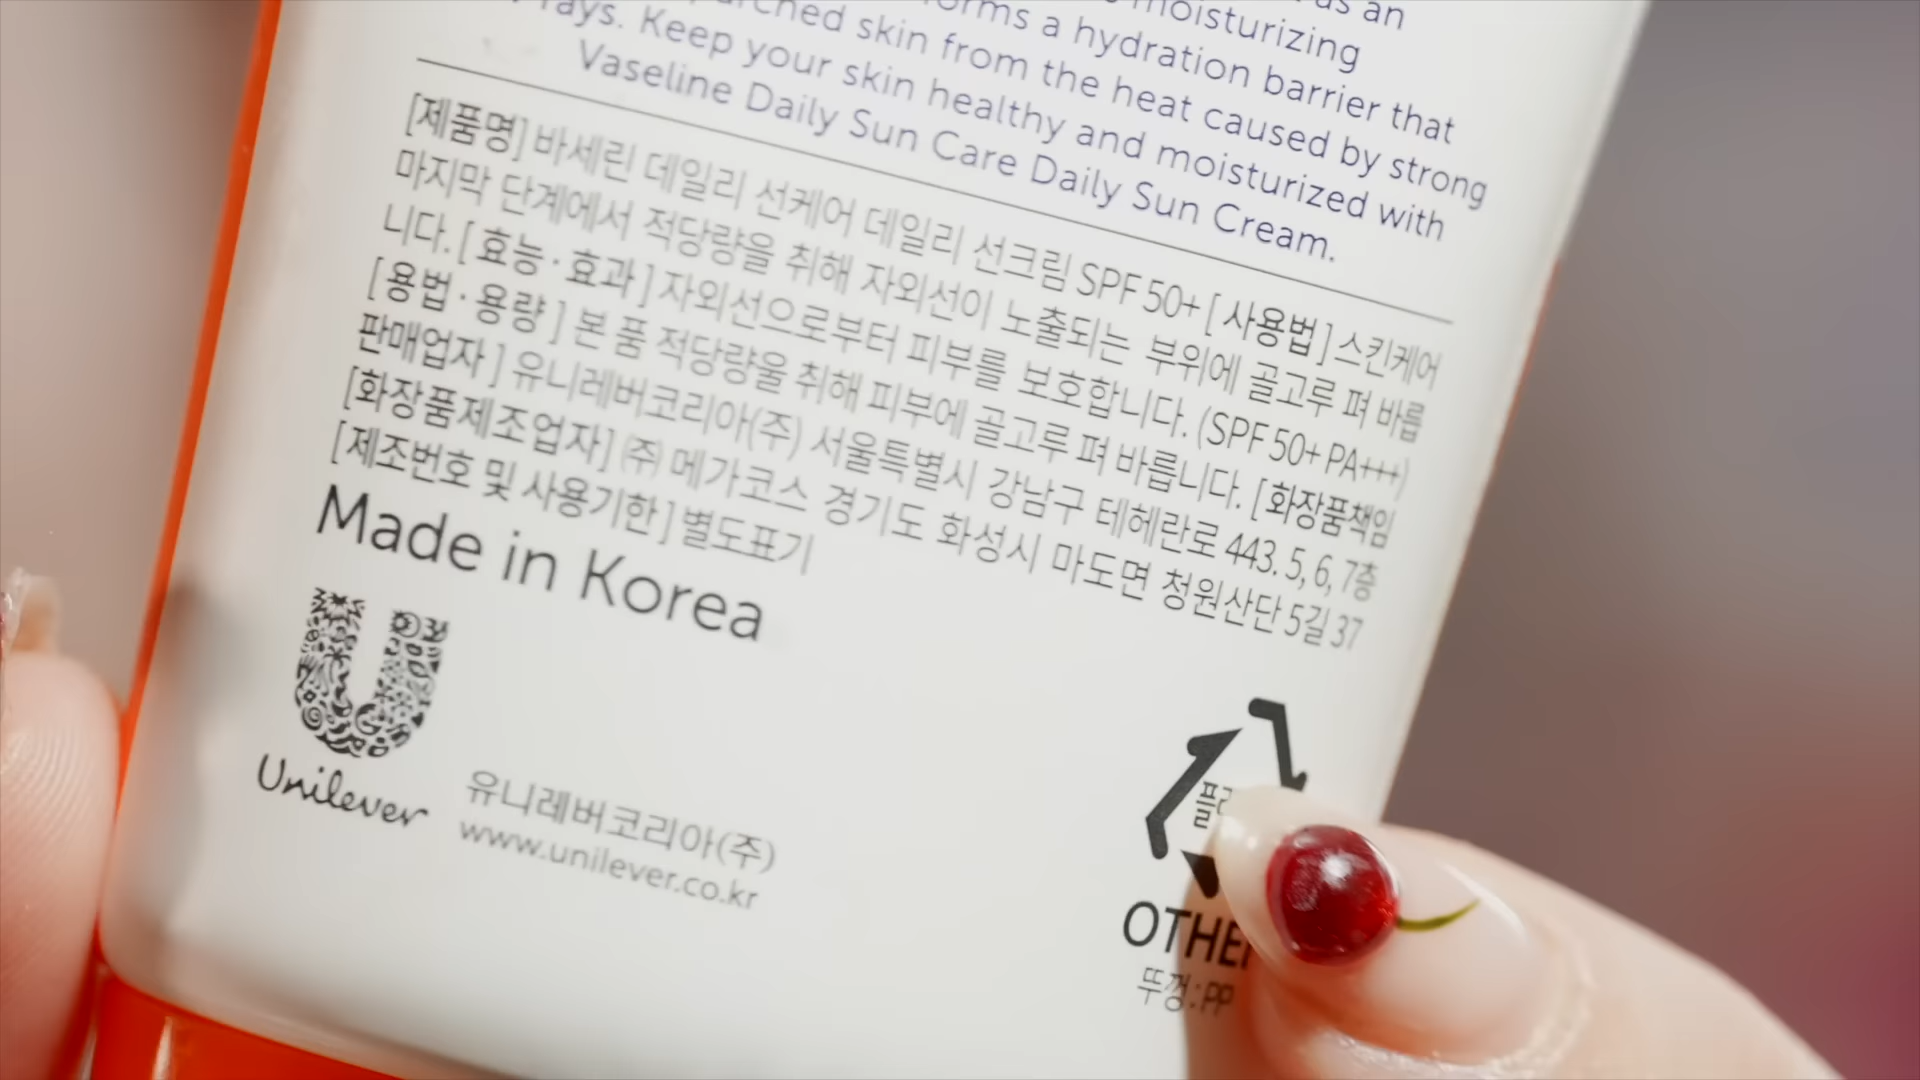 us an
moisturizing
forms a hydration barrier that
skin from the heat caused by strong
rays. Keep your skin healthy and moisturized with
Vaseline Daily Sun Care Daily Sun Cream.
[제품명] 바세린 데일리 선케어 데일리 선크림 SPF 50+ [ 사용법 ] 스킨케어
마지막 단계에서 적당량을 취해 자외선이 노출되는 부위에 골고루 펴 바릅
니다. [ 효능 · 효과 ] 자외선으로부터 피부를 보호합니다. (SPF 50+ PA+++)
[ 용법 · 용량 ] 본 품 적당량을 취해 피부에 골고루 펴 바릅니다. [ 화장품책임
판매업자 ] 유니레버코리아(주) 서울특별시 강남구 테헤란로 443. 5, 6, 7층
[화장품제조업자] ㈜ 메가코스 경기도 화성시 마도면 청원산단 5길 37
[ 제조번호 및 사용기한 ] 별도표기
Made in Korea
Unilever
유니레버코리아(주)
www.unilever.co.kr
OTHER
뚜껑 : PP